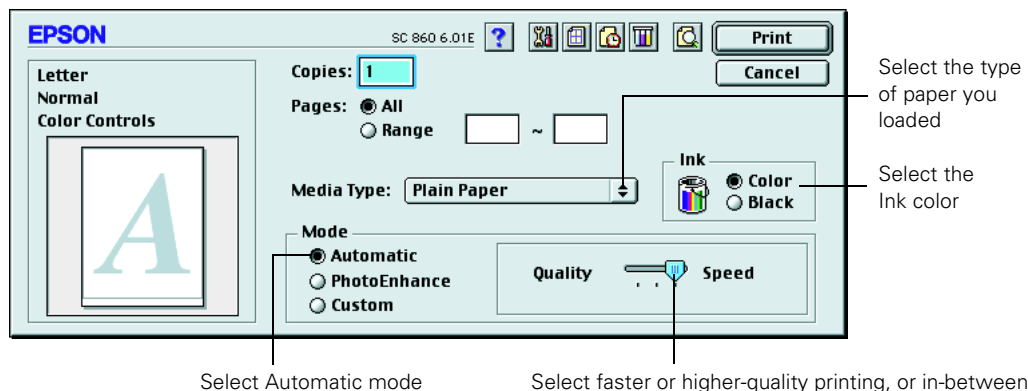 EPSON
SC 860 6.01E
?
Print
Cancel
Letter
Normal
Color Controls
A
Copies: 1
Pages: All
Range ~
Media Type: Plain Paper
Ink
Color
Black
Mode
Automatic
PhotoEnhance
Custom
Quality Speed
Select the type
of paper you
loaded
Select the
Ink color
Select Automatic mode
Select faster or higher-quality printing, or in-between